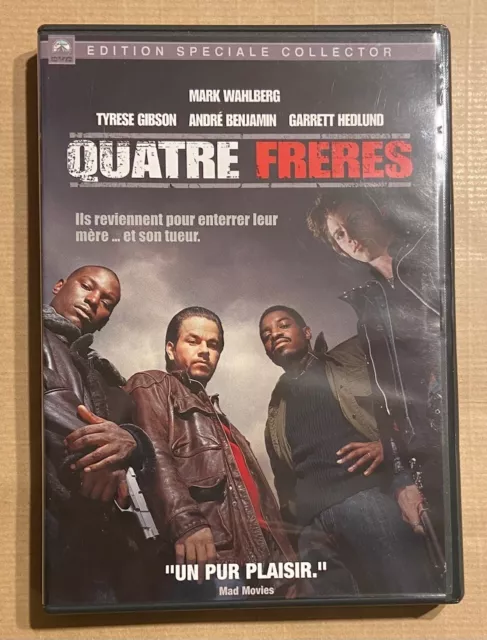 EDITION SPECIALE COLLECTOR
MARK WAHLBERG
TYRESE GIBSON ANDRÉ BENJAMIN GARRETT HEDLUND
QUATRE FRERES
Ils reviennent pour enterrer leur
mère ... et son tueur.
"UN PUR PLAISIR."
Mad Movies